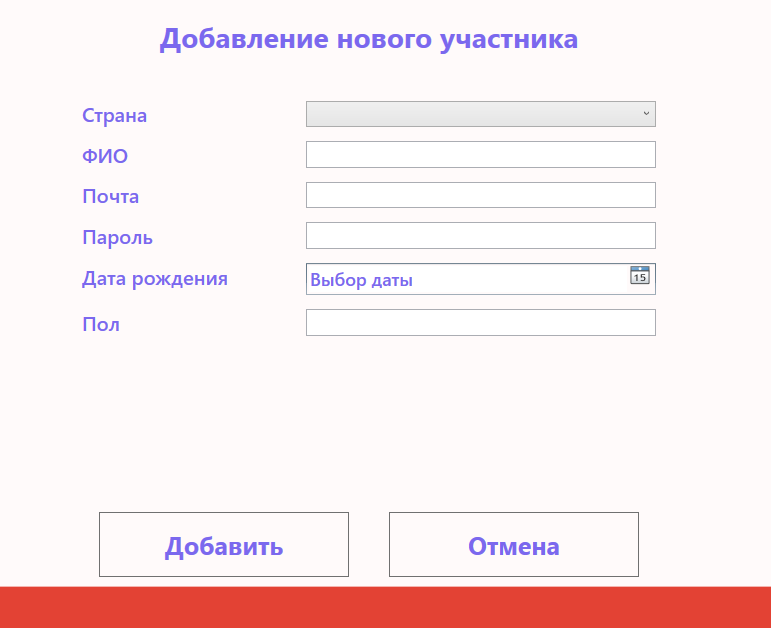 Добавление нового участника
Страна
ФИО
Почта
Пароль
Дата рождения Выбор даты 15
Пол
Добавить Отмена